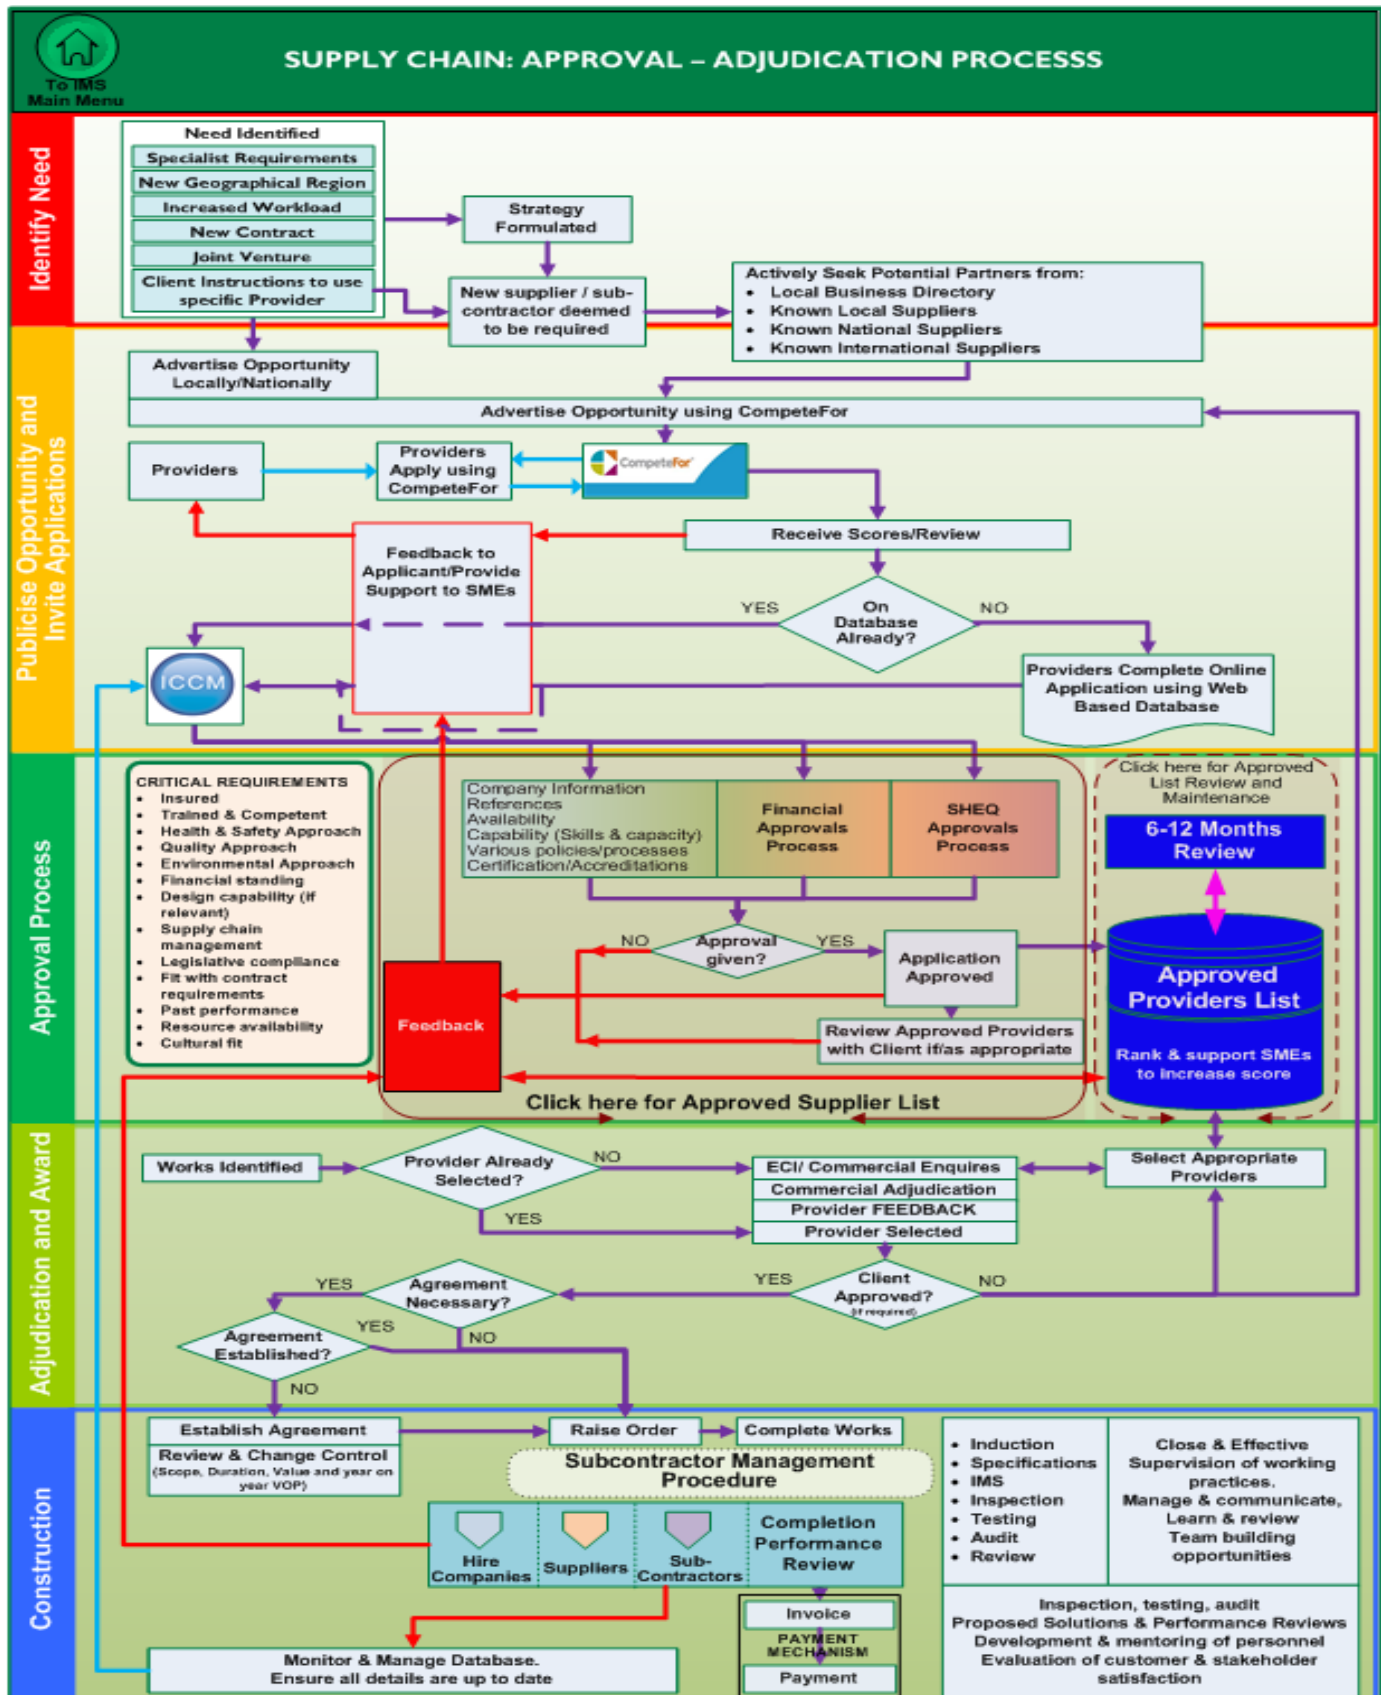 To IMS
Main Menu
SUPPLY CHAIN: APPROVAL – ADJUDICATION PROCESSS
Identify Need
Need Identified
Specialist Requirements
New Geographical Region
Increased Workload
New Contract
Joint Venture
Client Instructions to use
specific Provider
Strategy
Formulated
New supplier / sub-
contractor deemed
to be required
Actively Seek Potential Partners from:
• Local Business Directory
• Known Local Suppliers
• Known National Suppliers
• Known International Suppliers
Publicise Opportunity and
Invite Applications
Advertise Opportunity
Locally/Nationally
Advertise Opportunity using CompeteFor
Providers
Providers
Apply using
CompeteFor
CompeteFor
Receive Scores/Review
Feedback to
Applicant/Provide
Support to SMEs
YES
On
Database
Already?
NO
ICCM
Providers Complete Online
Application using Web
Based Database
Approval Process
CRITICAL REQUIREMENTS
• Insured
• Trained & Competent
• Health & Safety Approach
• Quality Approach
• Environmental Approach
• Financial standing
• Design capability (if
relevant)
• Supply chain
management
• Legislative compliance
• Fit with contract
requirements
• Past performance
• Resource availability
• Cultural fit
Company Information
References
Availability
Capability (Skills & capacity)
Various policies/processes
Certification/Accreditations
Financial
Approvals
Process
SHEQ
Approvals
Process
Click here for Approved
List Review and
Maintenance
6-12 Months
Review
NO
Approval
given?
YES
Application
Approved
Approved
Providers List
Feedback
Review Approved Providers
with Client if/as appropriate
Rank & support SMEs
to increase score
Click here for Approved Supplier List
Adjudication and Award
Works Identified
Provider Already
Selected?
NO
YES
ECI/ Commercial Enquires
Commercial Adjudication
Provider FEEDBACK
Provider Selected
Select Appropriate
Providers
YES
Agreement
Necessary?
YES
Client
Approved?
(if required)
NO
Agreement
Established?
YES
NO
NO
Construction
Establish Agreement
Review & Change Control
(Scope, Duration, Value and year on
year VOP)
Raise Order
Complete Works
Subcontractor Management
Procedure
Hire
Companies
Suppliers
Sub-
Contractors
Completion
Performance
Review
Invoice
PAYMENT
MECHANISM
Payment
Monitor & Manage Database.
Ensure all details are up to date
• Induction
• Specifications
• IMS
• Inspection
• Testing
• Audit
• Review
Close & Effective
Supervision of working
practices.
Manage & communicate,
Learn & review
Team building
opportunities
Inspection, testing, audit
Proposed Solutions & Performance Reviews
Development & mentoring of personnel
Evaluation of customer & stakeholder
satisfaction